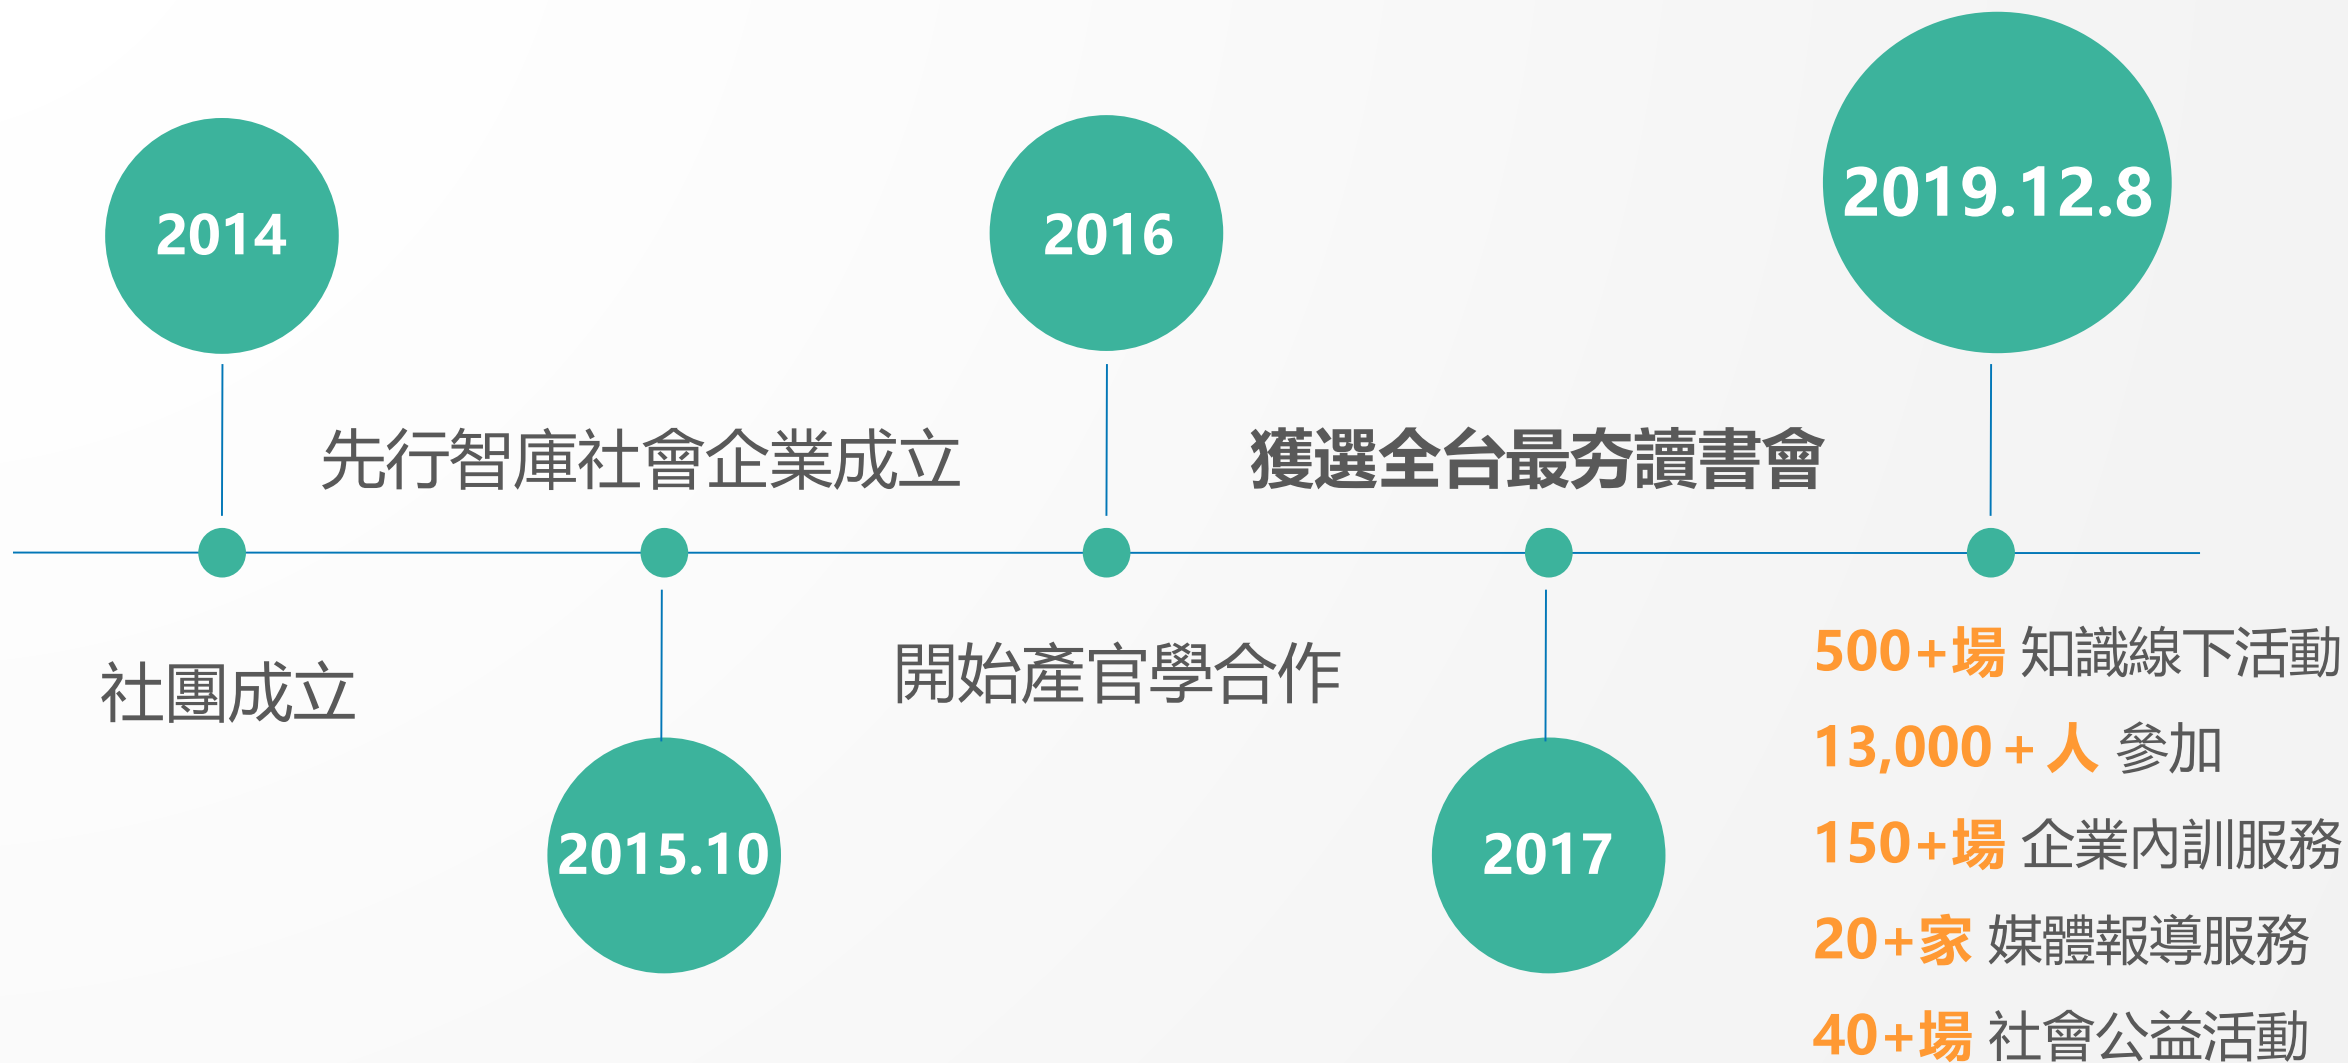 2014
社團成立
先行智庫社會企業成立
2015.10
2016
開始產官學合作
獲選全台最夯讀書會
2017
2019.12.8
500+場 知識線下活動
13,000 + 人 參加
150+場 企業內訓服務
20+家 媒體報導服務
40+場 社會公益活動